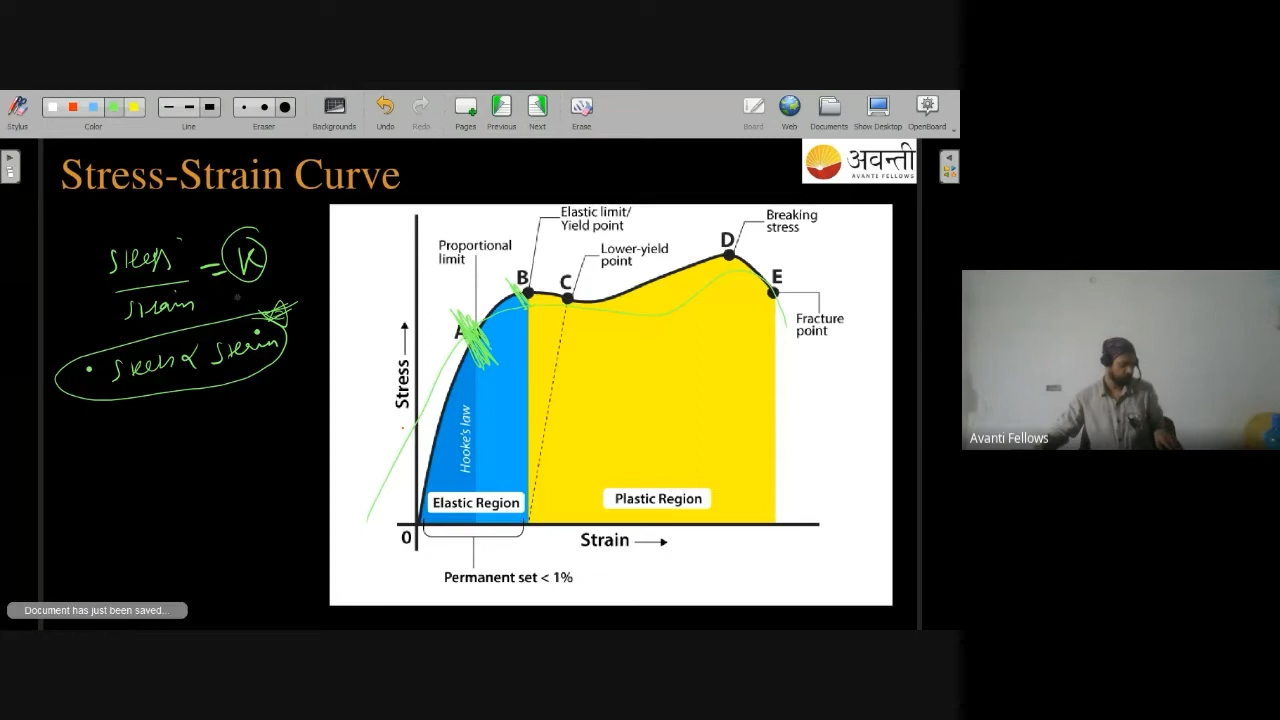 Stylus
Color
Line
Eraser
Backgrounds
Undo
Redo
Pages
Previous
Next
Erase
Board
Web
Documents
Show Desktop
OpenBoard
Stress-Strain Curve
अवन्ती
AVANTI FELLOWS
Stress
Strain
= K
• Stress ∝ Strain
Elastic limit/
Yield point
Breaking
stress
Proportional
limit
Lower-yield
point
A
B
C
D
E
Fracture
point
Stress
Hooke's law
Elastic Region
Plastic Region
0
Strain
Permanent set < 1%
Avanti Fellows
Document has just been saved...